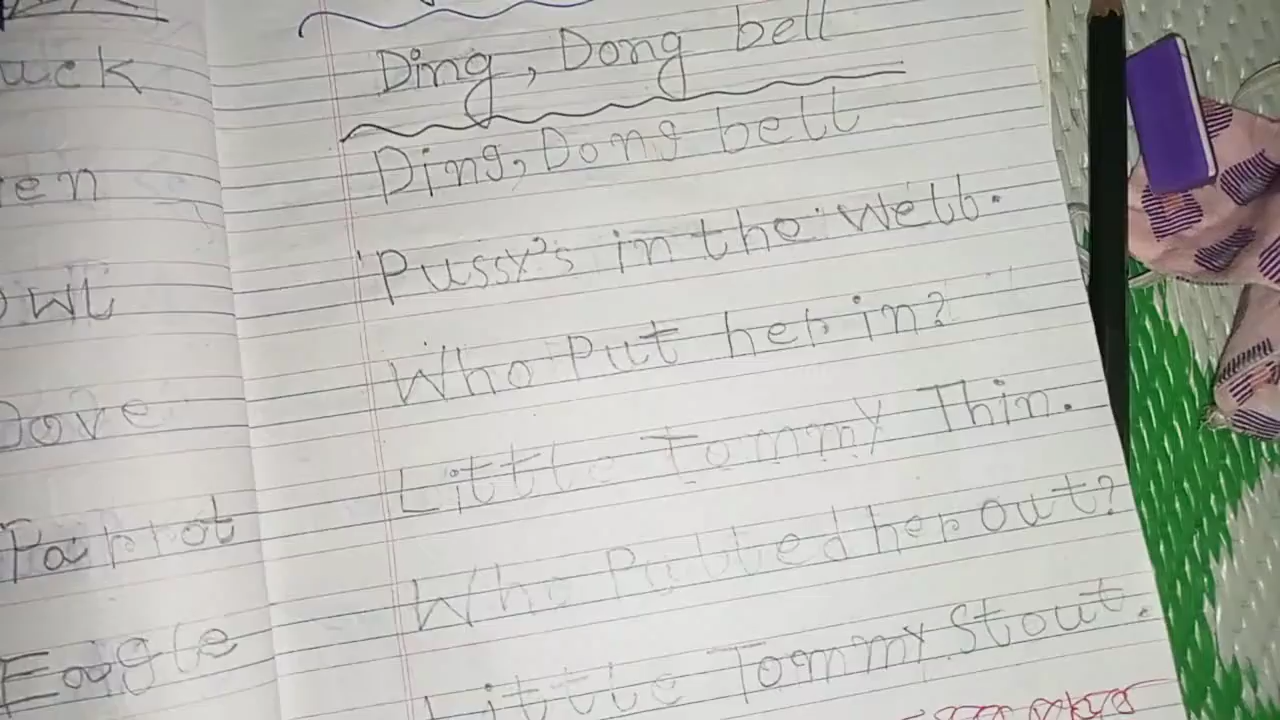 uck
en
owl
Dove
Parrot
Eagle
Ding, Dong bell
Ding, Dong bell
Pussy's in the well.
Who Put her in?
Little Tommy Thin.
Who Pulled her out?
Little Tommy Stout.